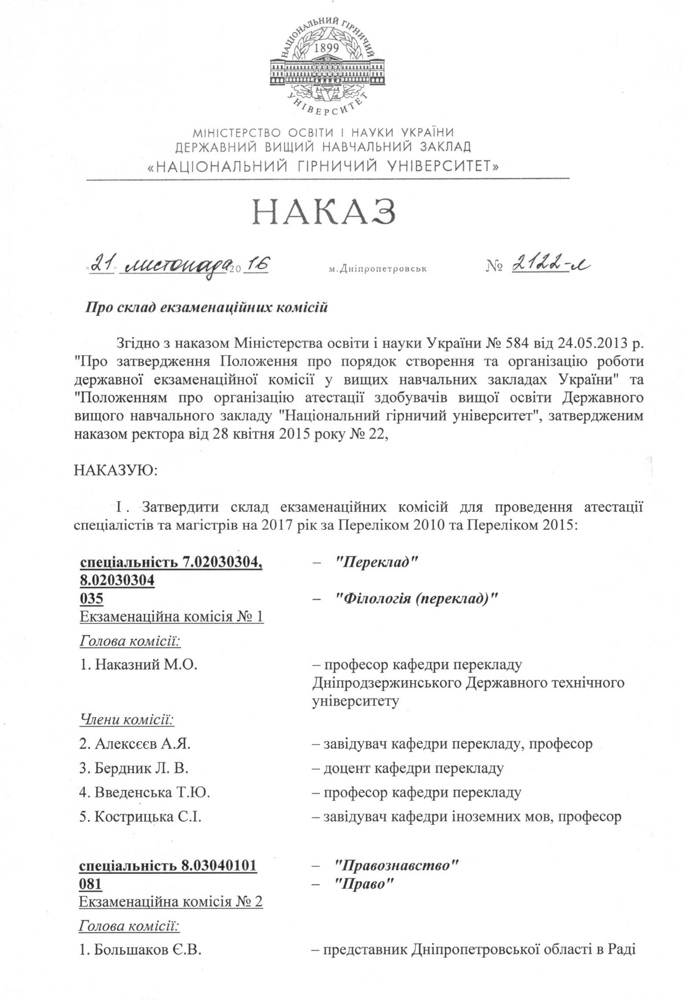 НАЦІОНАЛЬНИЙ ГІРНИЧИЙ
1899
УНІВЕРСИТЕТ
МІНІСТЕРСТВО ОСВІТИ І НАУКИ УКРАЇНИ
ДЕРЖАВНИЙ ВИЩИЙ НАВЧАЛЬНИЙ ЗАКЛАД
«НАЦІОНАЛЬНИЙ ГІРНИЧИЙ УНІВЕРСИТЕТ»
НАКАЗ
"21" листопада 2016 м.Дніпропетровськ № 2122-л
Про склад екзаменаційних комісій
Згідно з наказом Міністерства освіти і науки України № 584 від 24.05.2013 р.
"Про затвердження Положення про порядок створення та організацію роботи
державної екзаменаційної комісії у вищих навчальних закладах України" та
"Положенням про організацію атестації здобувачів вищої освіти Державного
вищого навчального закладу "Національний гірничий університет", затвердженим
наказом ректора від 28 квітня 2015 року № 22,
НАКАЗУЮ:
І . Затвердити склад екзаменаційних комісій для проведення атестації
спеціалістів та магістрів на 2017 рік за Переліком 2010 та Переліком 2015:
спеціальність 7.02030304, – "Переклад"
8.02030304
035 – "Філологія (переклад)"
Екзаменаційна комісія № 1
Голова комісії:
1. Наказний М.О. – професор кафедри перекладу
Дніпродзержинського Державного технічного
університету
Члени комісії:
2. Алексєєв А.Я. – завідувач кафедри перекладу, професор
3. Бердник Л. В. – доцент кафедри перекладу
4. Введенська Т.Ю. – професор кафедри перекладу
5. Кострицька С.І. – завідувач кафедри іноземних мов, професор
спеціальність 8.03040101 – "Правознавство"
081 – "Право"
Екзаменаційна комісія № 2
Голова комісії:
1. Большаков Є.В. – представник Дніпропетровської області в Раді